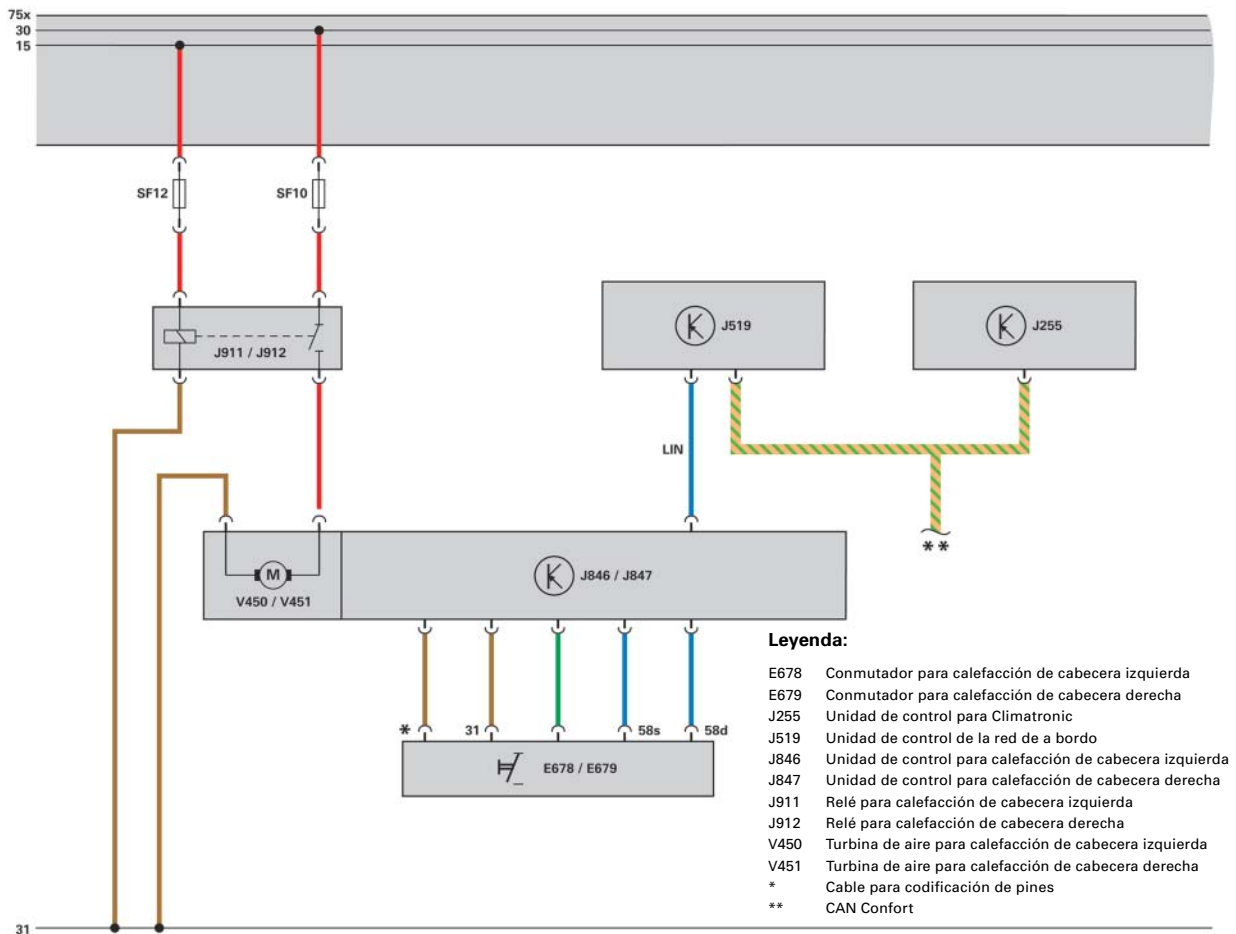 75x
30
15
SF12
SF10
J911 / J912
J519
J255
LIN
**
M
V450 / V451
J846 / J847
*
31
58s
58d
E678 / E679
Leyenda:
E678 Conmutador para calefacción de cabecera izquierda
E679 Conmutador para calefacción de cabecera derecha
J255 Unidad de control para Climatronic
J519 Unidad de control de la red de a bordo
J846 Unidad de control para calefacción de cabecera izquierda
J847 Unidad de control para calefacción de cabecera derecha
J911 Relé para calefacción de cabecera izquierda
J912 Relé para calefacción de cabecera derecha
V450 Turbina de aire para calefacción de cabecera izquierda
V451 Turbina de aire para calefacción de cabecera derecha
* Cable para codificación de pines
** CAN Confort
31